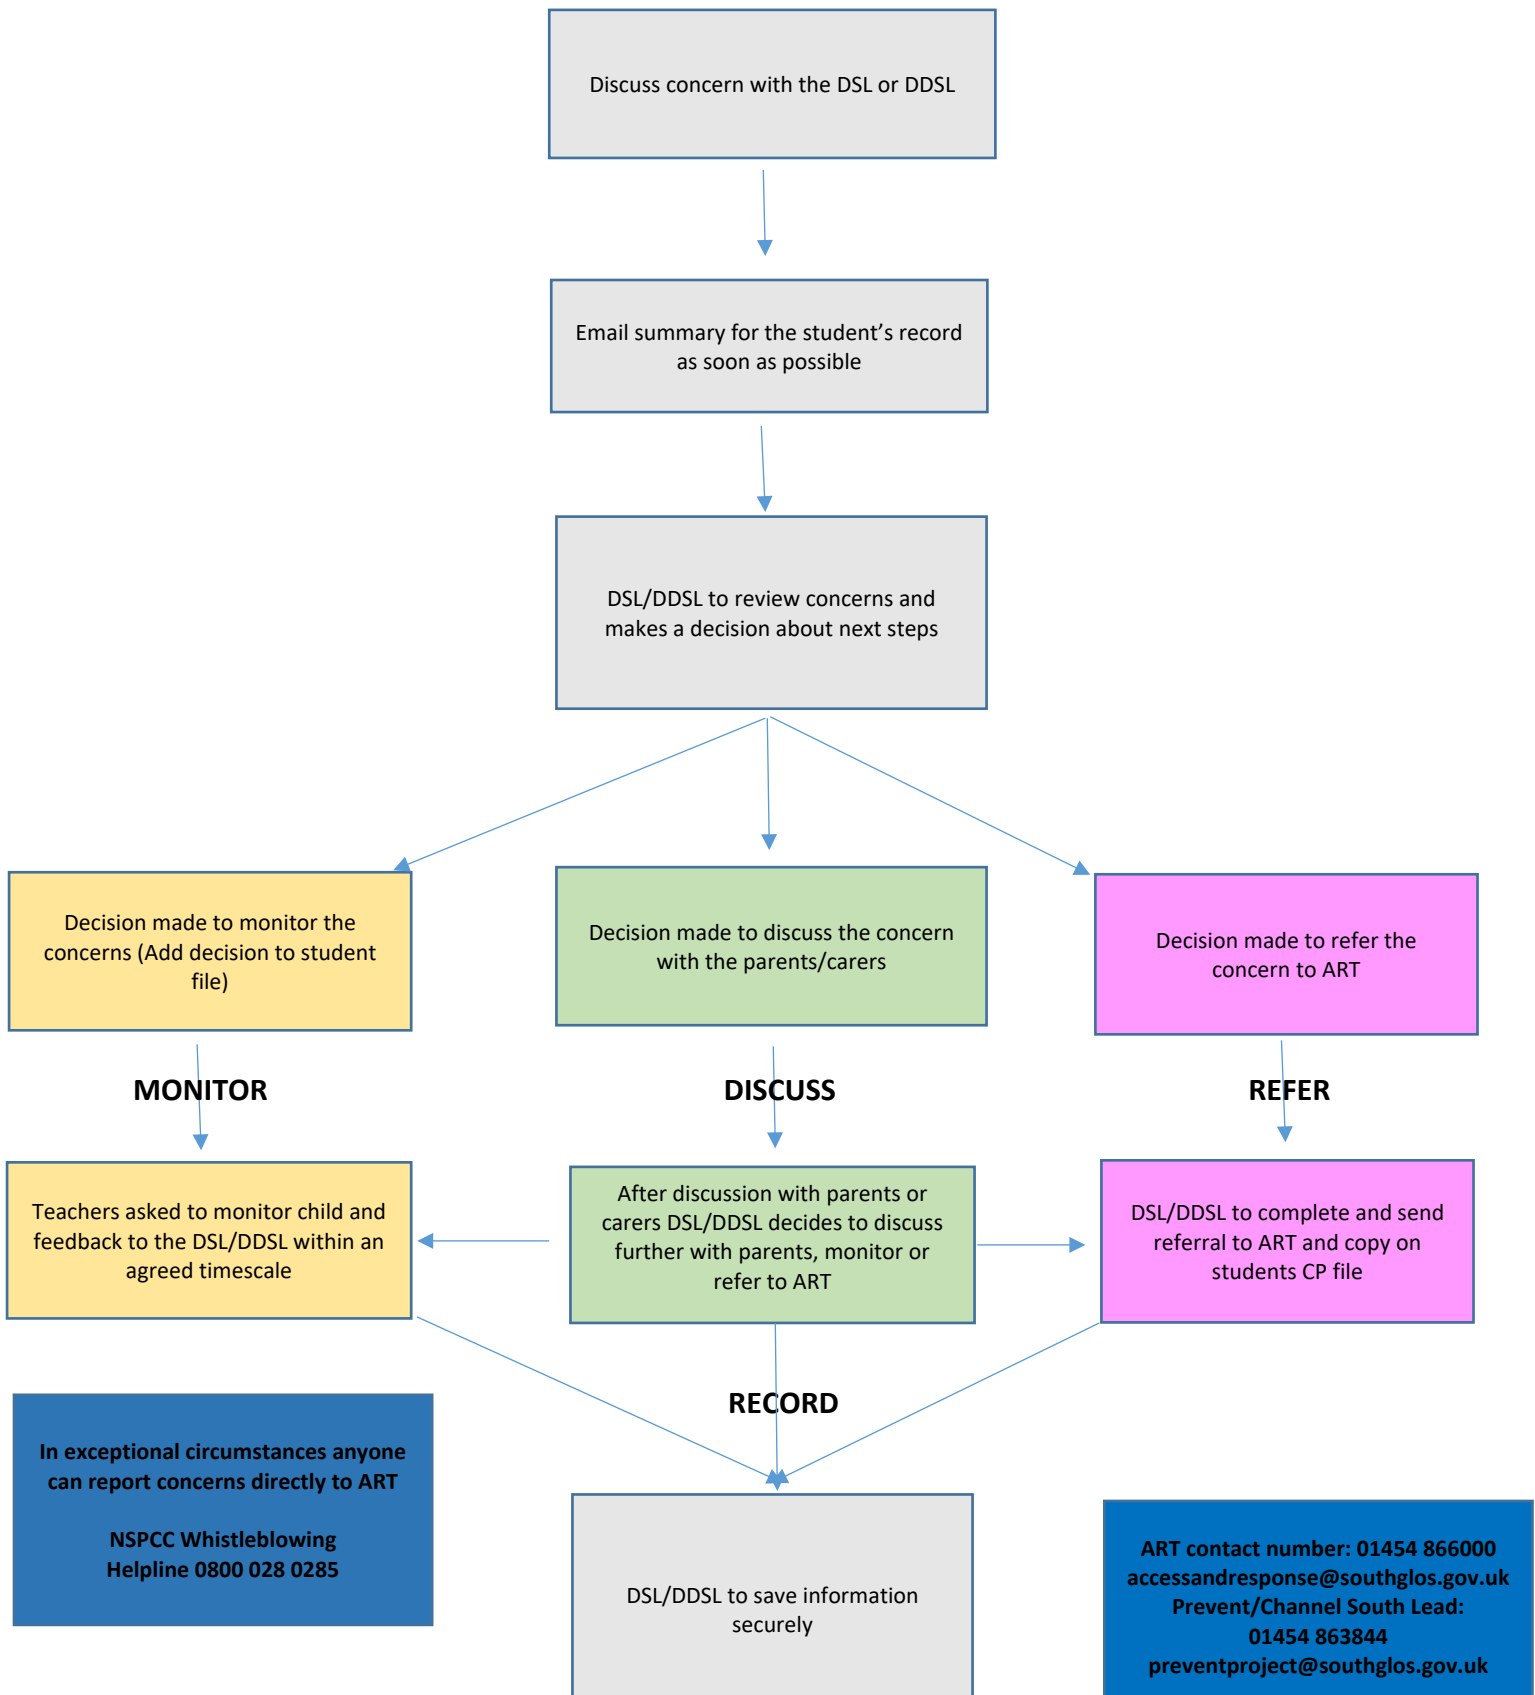 Discuss concern with the DSL or DDSL
Email summary for the student’s record
as soon as possible
DSL/DDSL to review concerns and
makes a decision about next steps
Decision made to monitor the
concerns (Add decision to student
file)
Decision made to discuss the concern
with the parents/carers
Decision made to refer the
concern to ART
MONITOR
DISCUSS
REFER
Teachers asked to monitor child and
feedback to the DSL/DDSL within an
agreed timescale
After discussion with parents or
carers DSL/DDSL decides to discuss
further with parents, monitor or
refer to ART
DSL/DDSL to complete and send
referral to ART and copy on
students CP file
RECORD
In exceptional circumstances anyone
can report concerns directly to ART
NSPCC Whistleblowing
Helpline 0800 028 0285
DSL/DDSL to save information
securely
ART contact number: 01454 866000
accessandresponse@southglos.gov.uk
Prevent/Channel South Lead:
01454 863844
preventproject@southglos.gov.uk